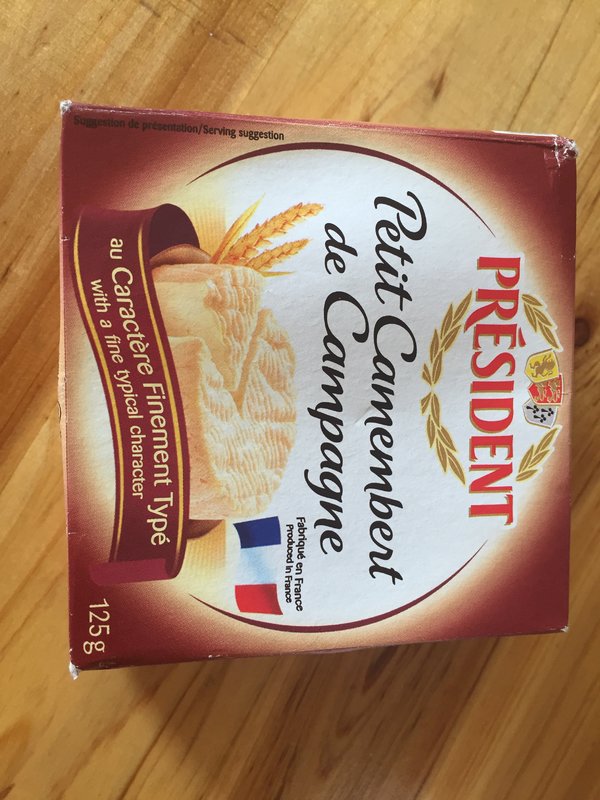 PRÉSIDENT
Petit Camembert
de Campagne
Fabriqué en France
Produced in France
au Caractère Finement Typé
with a fine typical character
125g
Suggestion de présentation/Serving suggestion